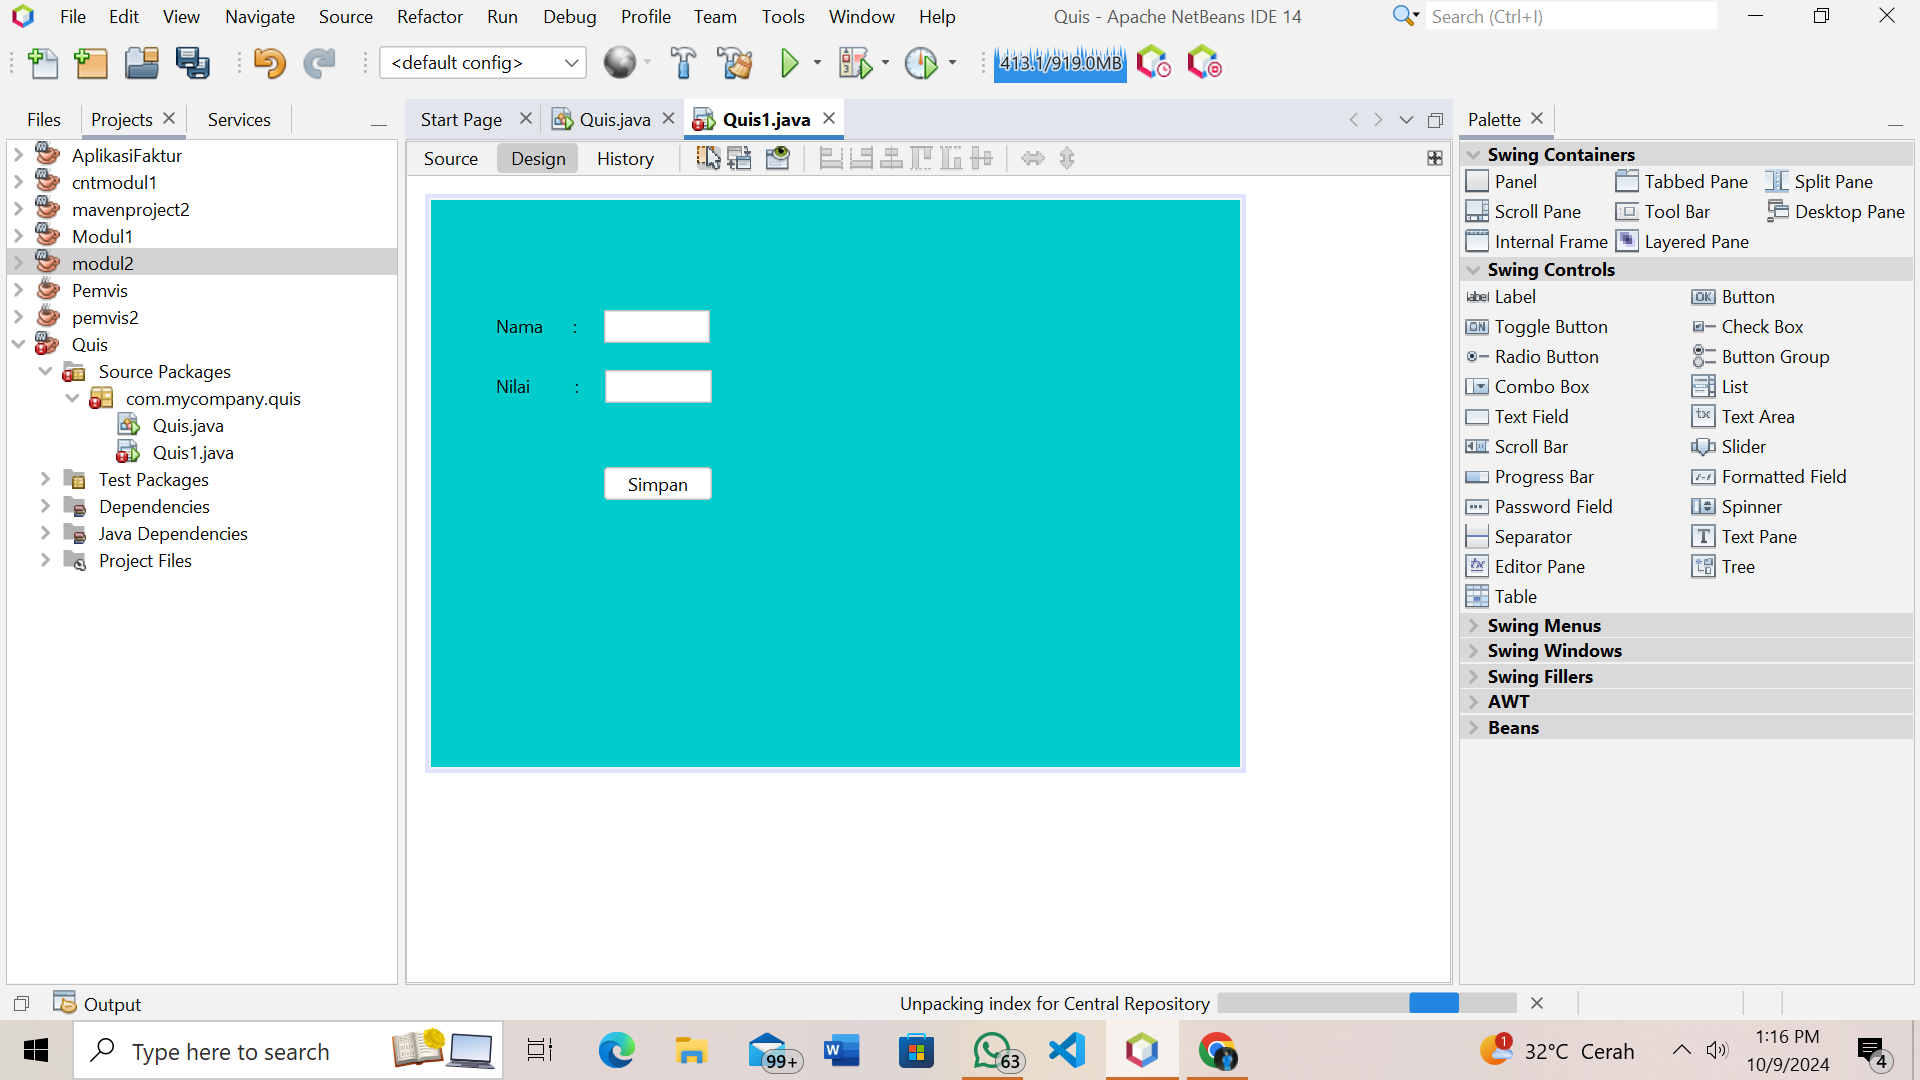 File Edit View Navigate Source Refactor Run Debug Profile Team Tools Window Help Quis - Apache NetBeans IDE 14 Search (Ctrl+I)
<default config> 413.1/919.0MB
Files Projects Services Start Page Quis.java Quis1.java Palette
Source Design History
AplikasiFaktur
cntmodul1
mavenproject2
Modul1
modul2
Pemvis
pemvis2
Quis
Source Packages
com.mycompany.quis
Quis.java
Quis1.java
Test Packages
Dependencies
Java Dependencies
Project Files
Nama :
Nilai :
Simpan
Swing Containers
Panel Tabbed Pane Split Pane
Scroll Pane Tool Bar Desktop Pane
Internal Frame Layered Pane
Swing Controls
label Label OK Button
ON Toggle Button Check Box
Radio Button Button Group
Combo Box List
Text Field Text Area
Scroll Bar Slider
Progress Bar Formatted Field
Password Field Spinner
Separator T Text Pane
Editor Pane Tree
Table
Swing Menus
Swing Windows
Swing Fillers
AWT
Beans
Output Unpacking index for Central Repository
Type here to search 99+ W 63 1 32°C Cerah 1:16 PM
10/9/2024 4